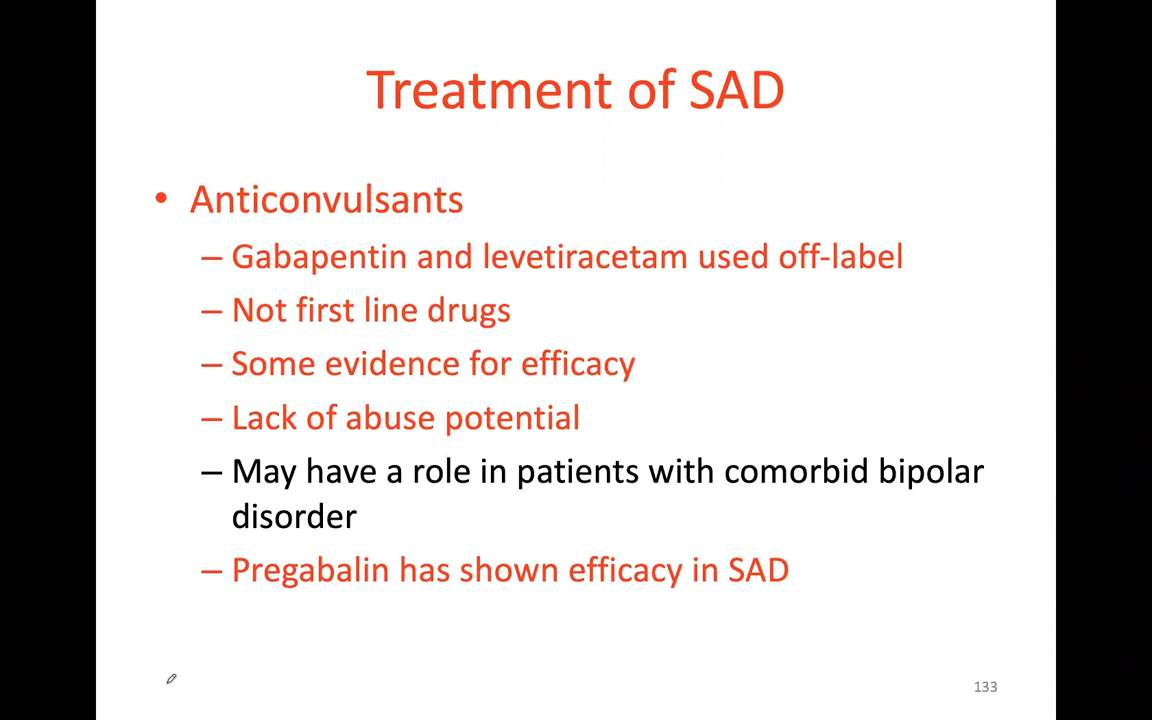 Treatment of SAD
• Anticonvulsants
– Gabapentin and levetiracetam used off-label
– Not first line drugs
– Some evidence for efficacy
– Lack of abuse potential
– May have a role in patients with comorbid bipolar
disorder
– Pregabalin has shown efficacy in SAD
133